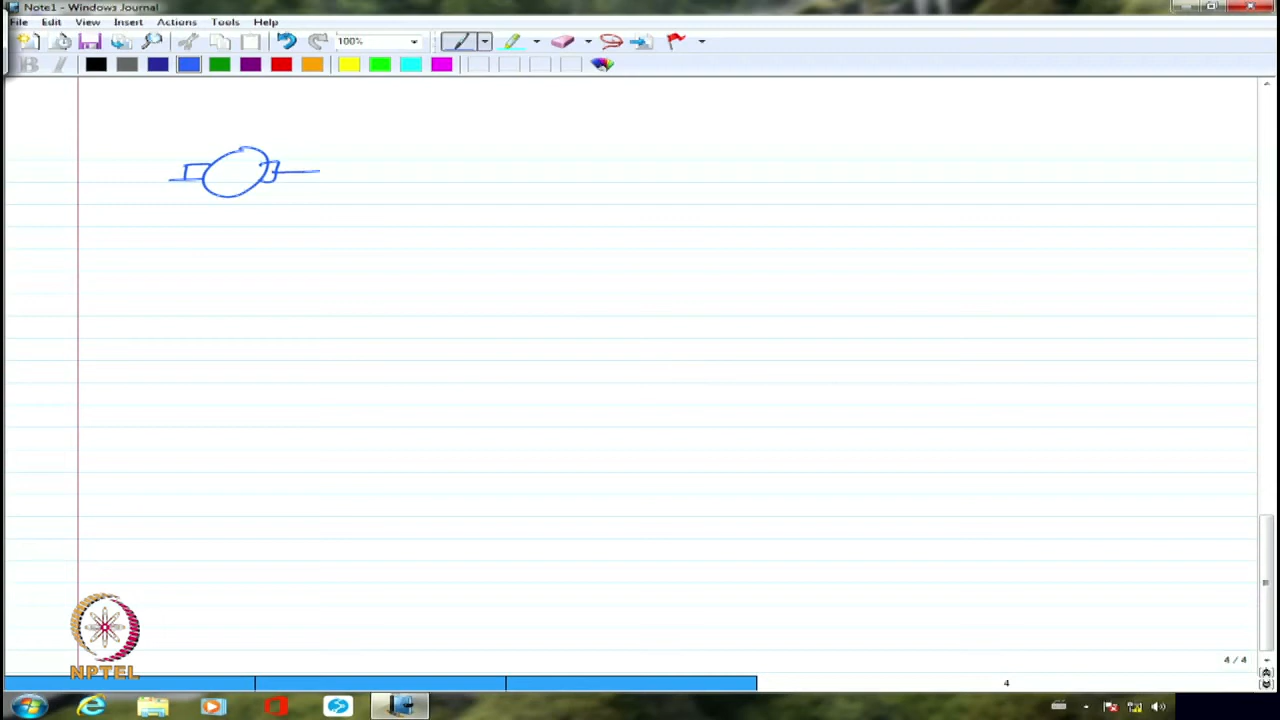 Note1 - Windows Journal
File Edit View Insert Actions Tools Help
100%
B I
4 / 4
NPTEL
4